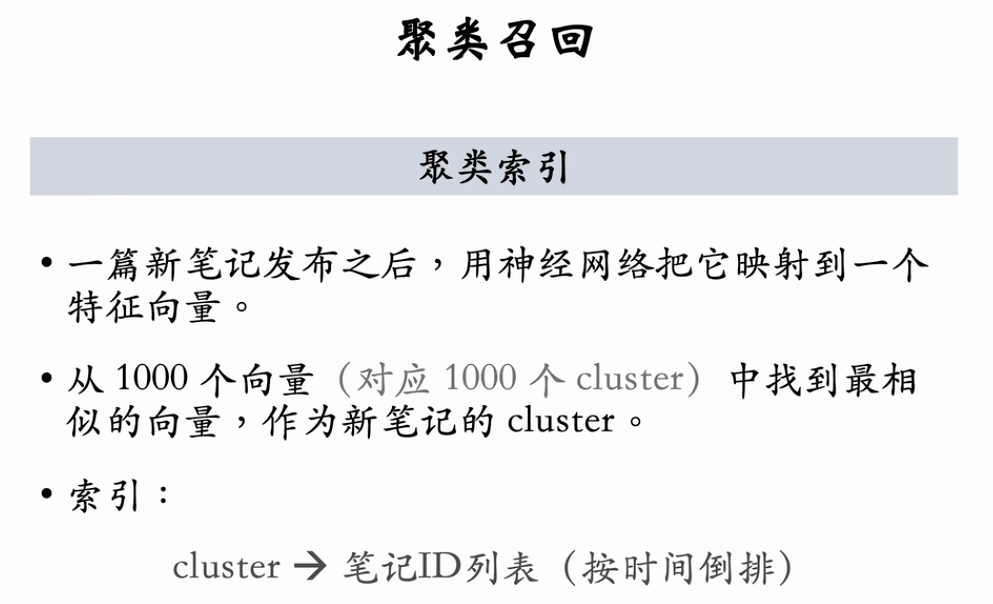 聚类召回
聚类索引
• 一篇新笔记发布之后，用神经网络把它映射到一个
特征向量。
• 从 1000 个向量（对应 1000 个 cluster）中找到最相
似的向量，作为新笔记的 cluster。
• 索引：
cluster → 笔记ID列表（按时间倒排）